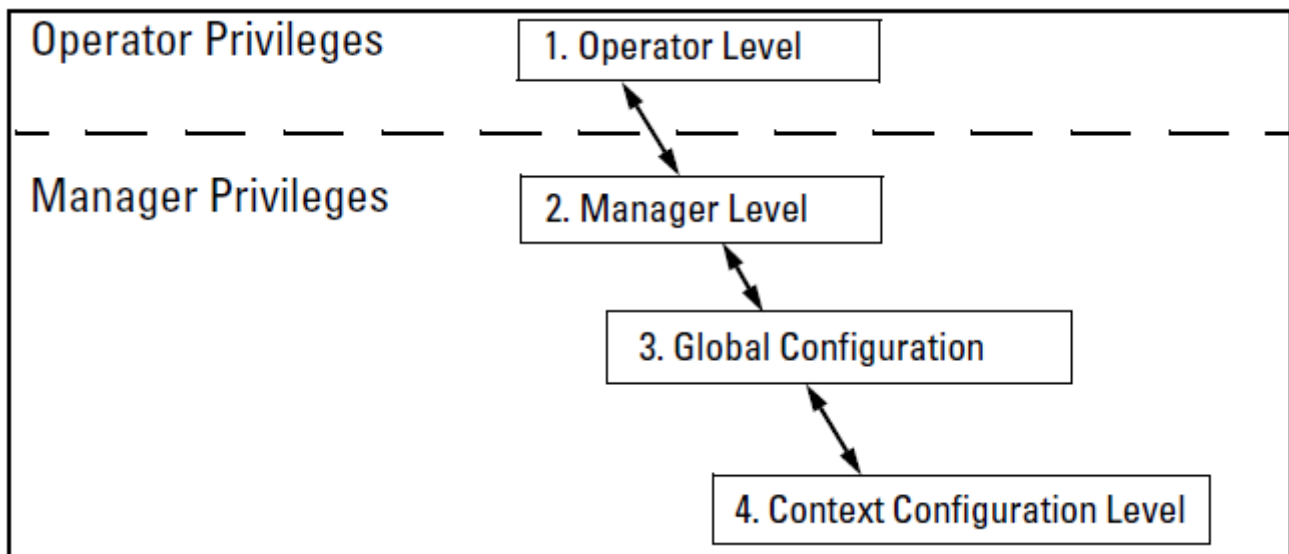 Operator Privileges
1. Operator Level
Manager Privileges
2. Manager Level
3. Global Configuration
4. Context Configuration Level